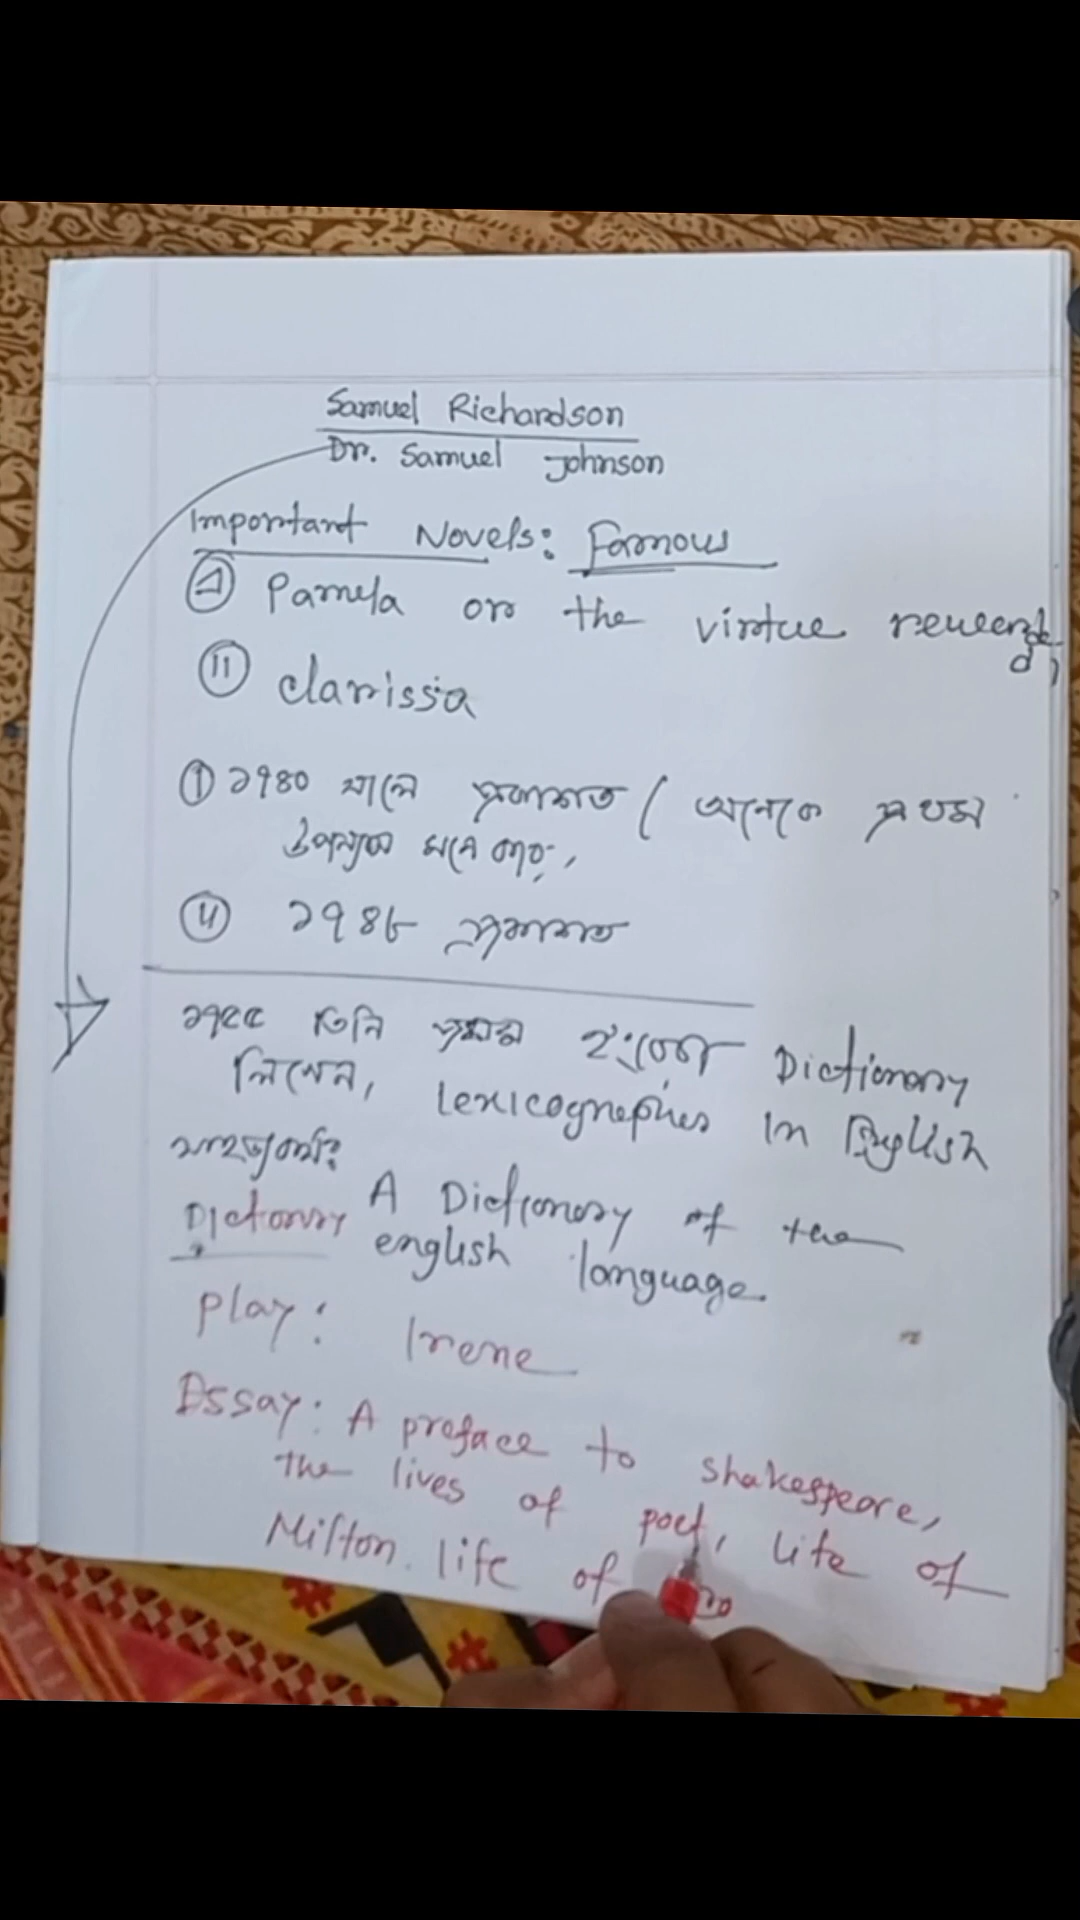 Samuel Richardson
Dr. Samuel Johnson
Important Novels: Famous
I Pamela or the virtue rewarded
II Clarissa
I ১৭৪০ সালে প্রকাশিত ( অনেকে প্রথম
উপন্যাস মনে করে,
II ১৭৪৮ প্রকাশিত
১৭৫৫ তিনি প্রথম ইংরেজি Dictionary
লিখেন, Lexicographer in English
সাহিত্যকর্ম:
Dictonary A Dictionary of the
english language.
Play: Irene
Essay: A preface to Shakespeare,
the lives of poet, life of
Milton. life of